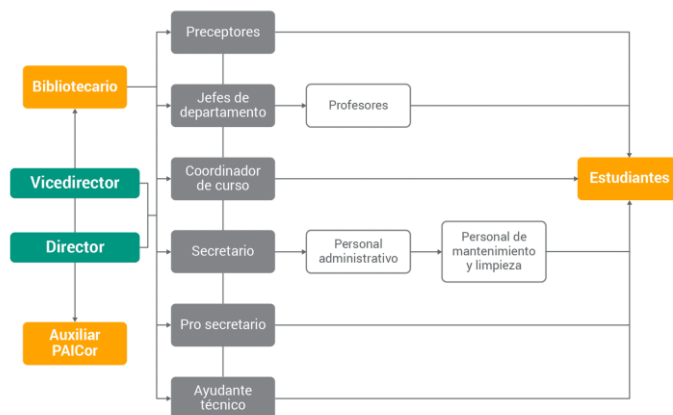 Preceptores
Bibliotecario
Jefes de
departamento
Profesores
Vicedirector
Coordinador
de curso
Estudiantes
Director
Secretario
Personal
administrativo
Personal de
mantenimiento
y limpieza
Auxiliar
PAICor
Pro secretario
Ayudante
técnico